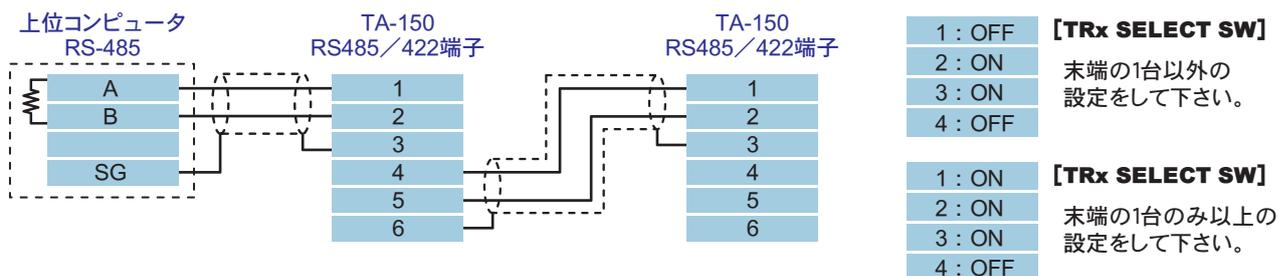 上位コンピュータ
RS-485
A
B
SG
TA-150
RS485／422端子
1
2
3
4
5
6
TA-150
RS485／422端子
1
2
3
4
5
6
1：OFF
2：ON
3：ON
4：OFF
［TRx SELECT SW］
末端の1台以外の
設定をして下さい。
1：ON
2：ON
3：ON
4：OFF
［TRx SELECT SW］
末端の1台のみ以上の
設定をして下さい。